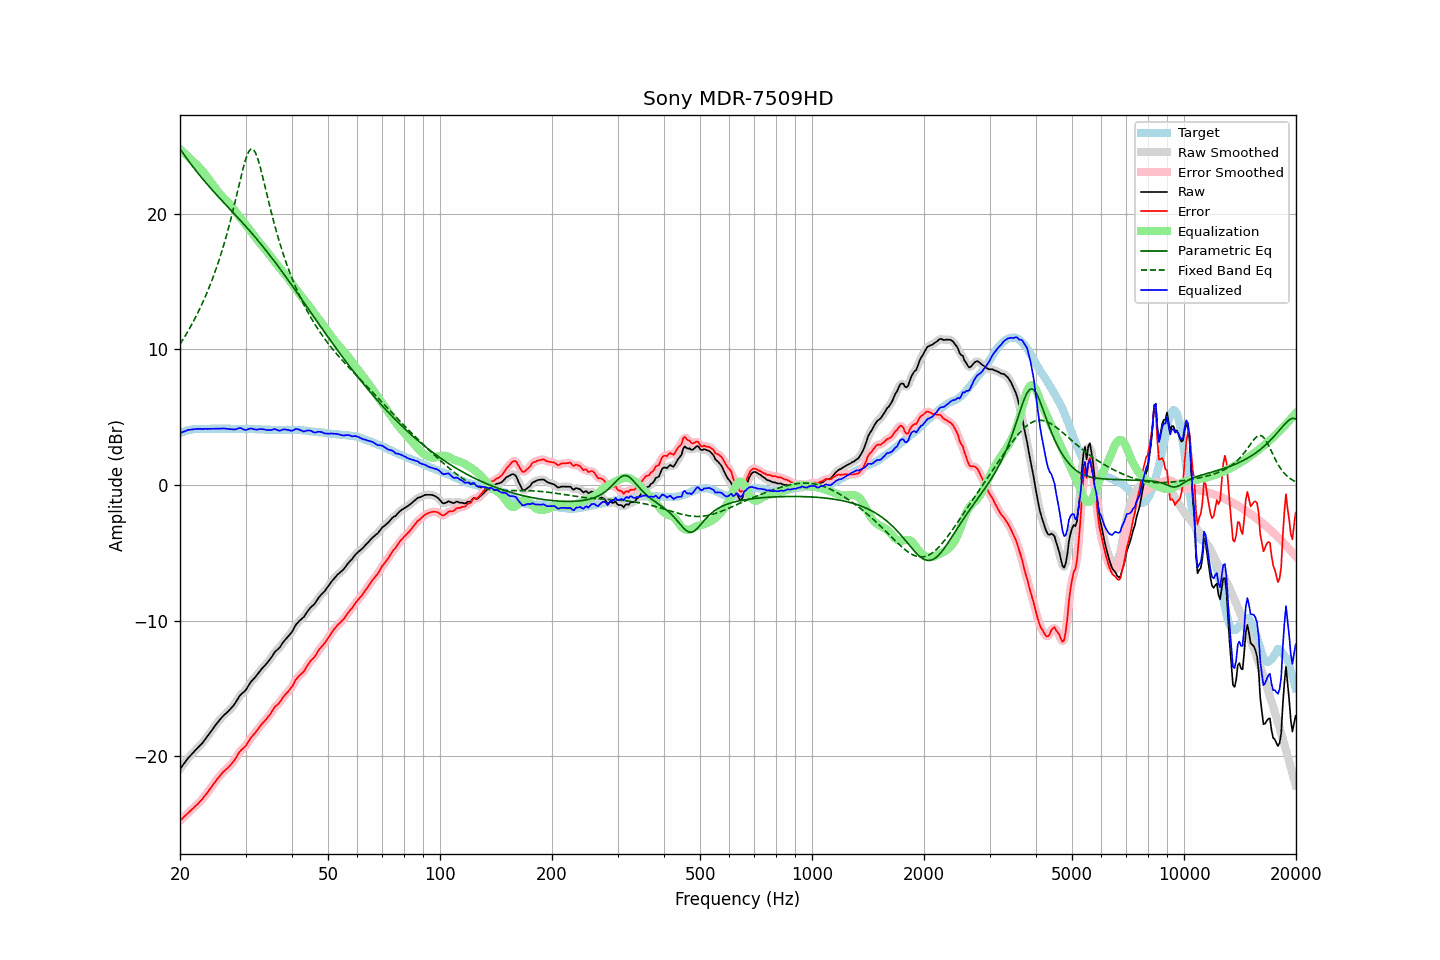 Sony MDR-7509HD
Target
Raw Smoothed
Error Smoothed
Raw
Error
Equalization
Parametric Eq
Fixed Band Eq
Equalized
Amplitude (dBr)
20
10
0
−10
−20
20 50 100 200 500 1000 2000 5000 10000 20000
Frequency (Hz)